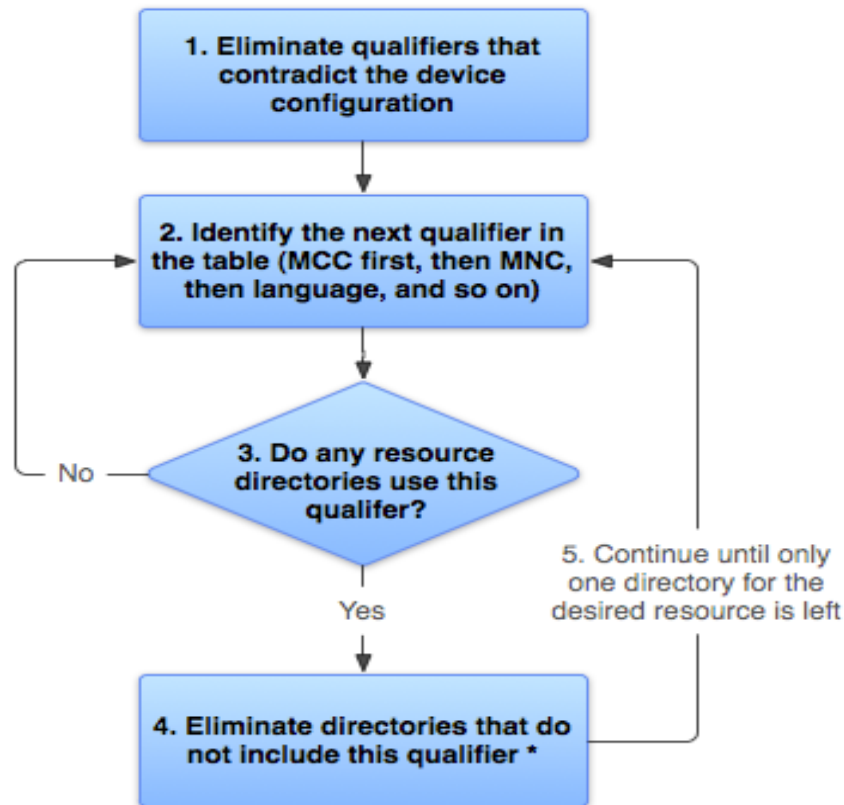 1. Eliminate qualifiers that
contradict the device
configuration
2. Identify the next qualifier in
the table (MCC first, then MNC,
then language, and so on)
3. Do any resource
directories use this
qualifer?
No
Yes
5. Continue until only
one directory for the
desired resource is left
4. Eliminate directories that do
not include this qualifier *